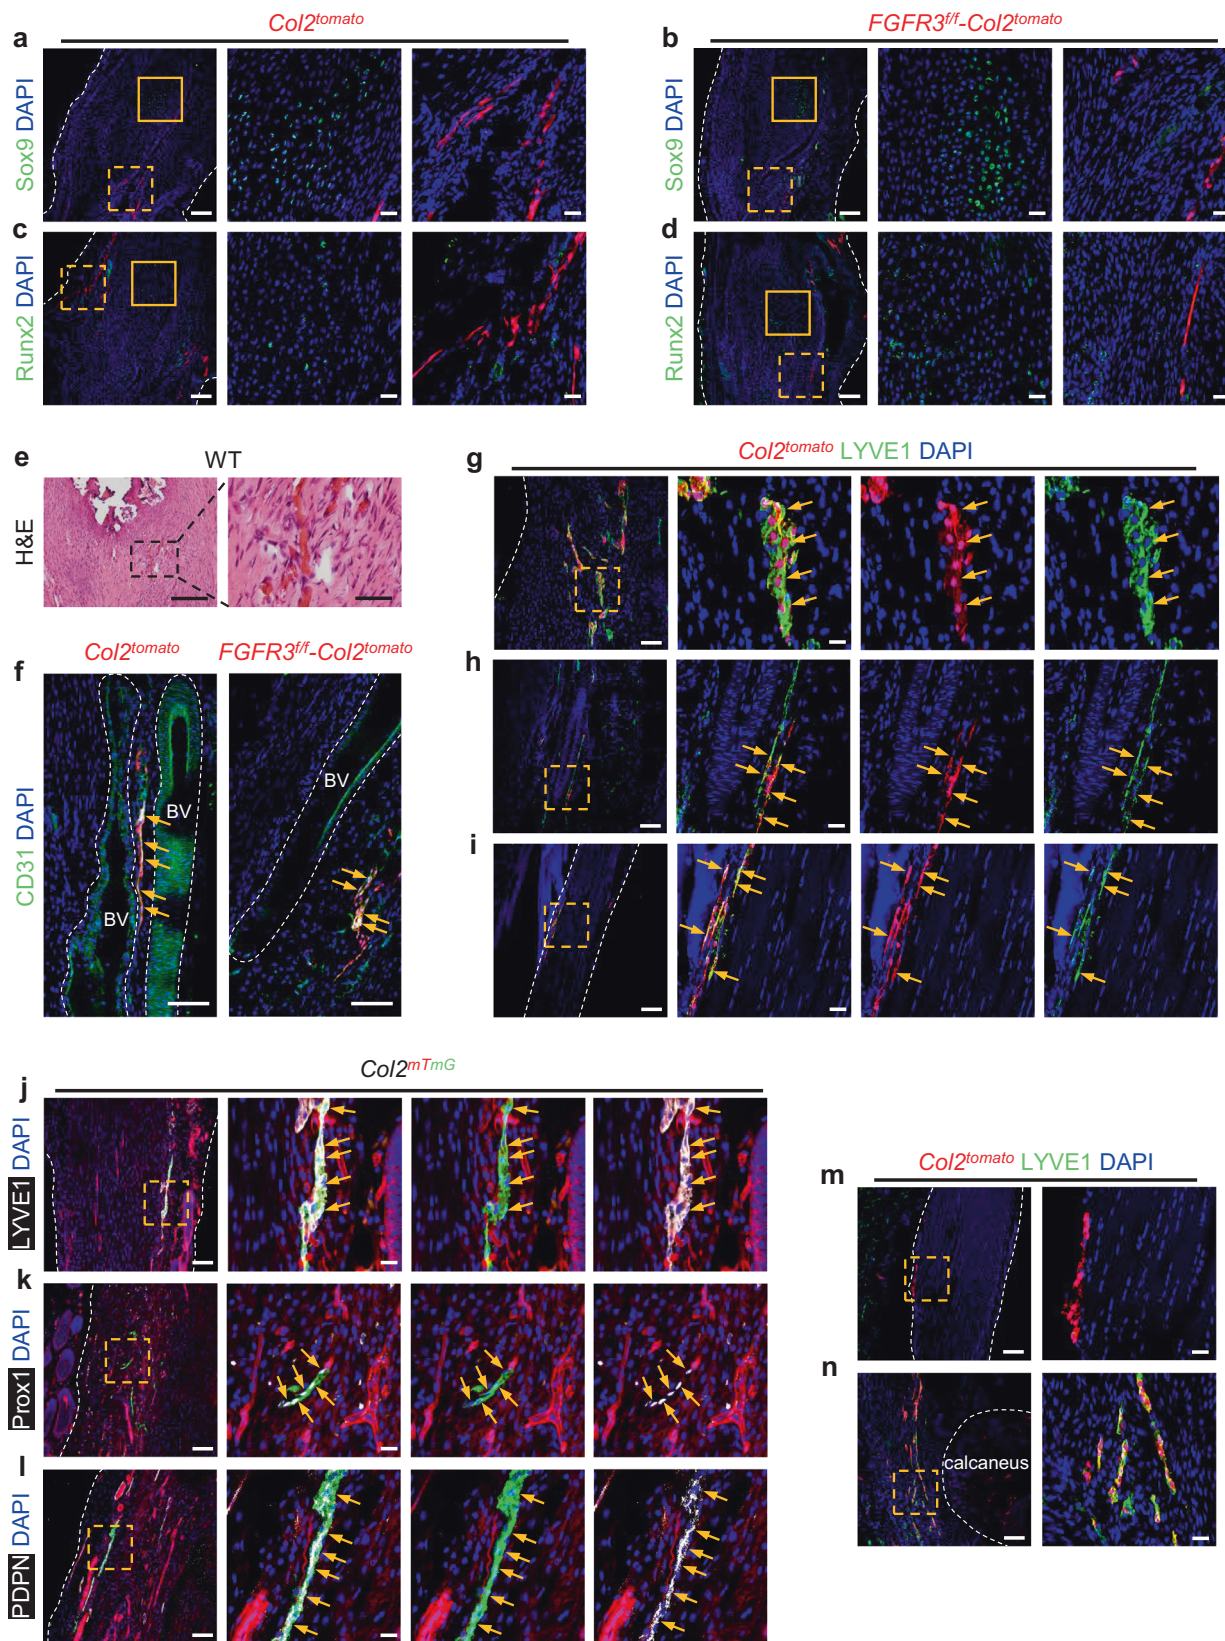 Col2tomato
FGFR3f/f-Col2tomato
a
b
Sox9 DAPI
Sox9 DAPI
c
d
Runx2 DAPI
Runx2 DAPI
e
WT
H&E
g
Col2tomato LYVE1 DAPI
h
i
f
Col2tomato
FGFR3f/f-Col2tomato
CD31 DAPI
BV
BV
BV
Col2mTmG
j
LYVE1 DAPI
k
Prox1 DAPI
l
PDPN DAPI
m
Col2tomato LYVE1 DAPI
n
calcaneus